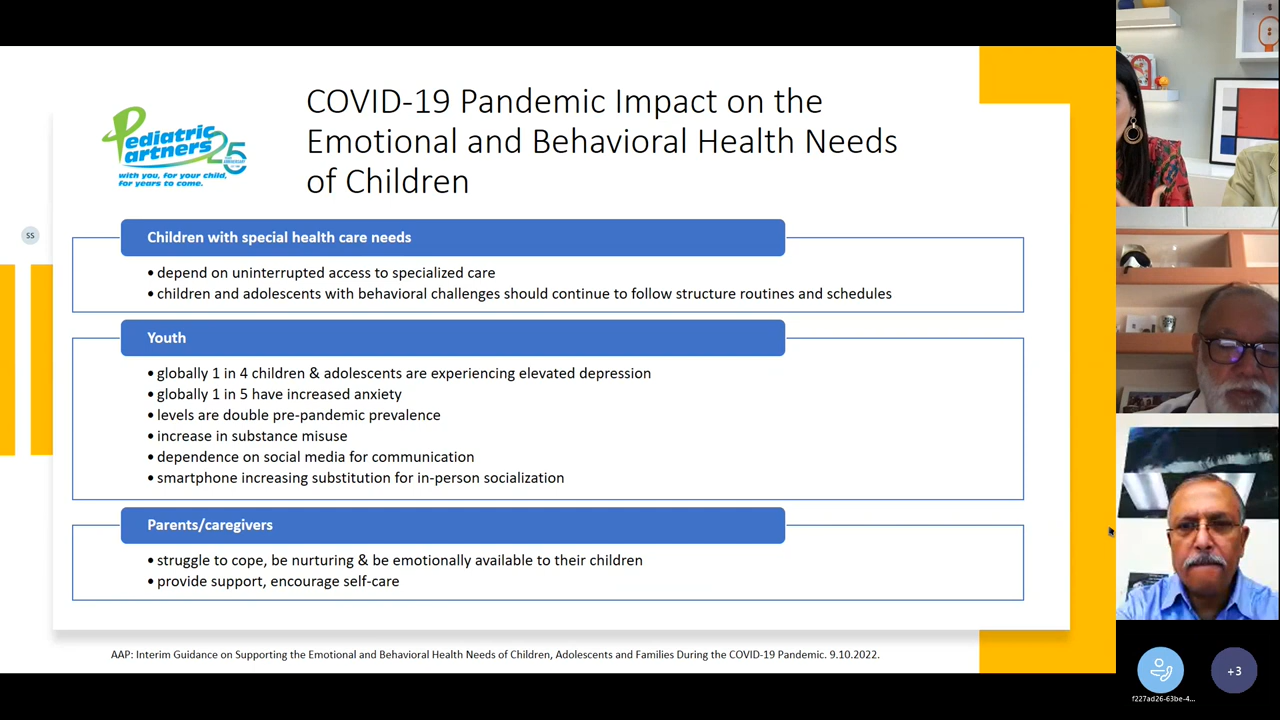 COVID-19 Pandemic Impact on the
Emotional and Behavioral Health Needs
of Children
Pediatric
Partners
25
with you, for your child,
for years to come.
SS
Children with special health care needs
• depend on uninterrupted access to specialized care
• children and adolescents with behavioral challenges should continue to follow structure routines and schedules
Youth
• globally 1 in 4 children & adolescents are experiencing elevated depression
• globally 1 in 5 have increased anxiety
• levels are double pre-pandemic prevalence
• increase in substance misuse
• dependence on social media for communication
• smartphone increasing substitution for in-person socialization
Parents/caregivers
• struggle to cope, be nurturing & be emotionally available to their children
• provide support, encourage self-care
AAP: Interim Guidance on Supporting the Emotional and Behavioral Health Needs of Children, Adolescents and Families During the COVID-19 Pandemic. 9.10.2022.
f227ad26-63be-4...
+3